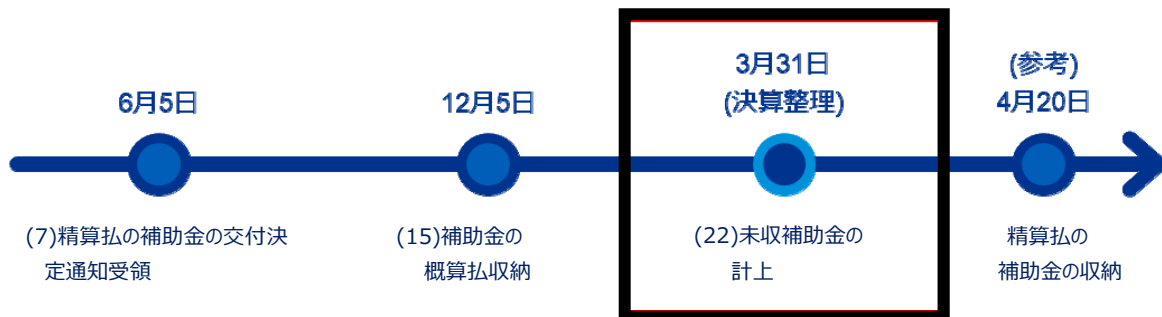 6月5日
(7)精算払の補助金の交付決
定通知受領
12月5日
(15)補助金の
概算払収納
3月31日
(決算整理)
(22)未収補助金の
計上
(参考)
4月20日
精算払の
補助金の収納